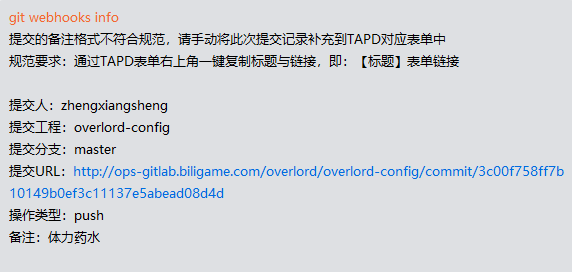 git webhooks info
提交的备注格式不符合规范，请手动将此次提交记录补充到TAPD对应表单中
规范要求：通过TAPD表单右上角一键复制标题与链接，即：【标题】表单链接
提交人：zhengxiangsheng
提交工程：overlord-config
提交分支：master
提交URL：http://ops-gitlab.biligame.com/overlord/overlord-config/commit/3c00f758ff7b
10149b0ef3c11137e5abead08d4d
操作类型：push
备注：体力药水